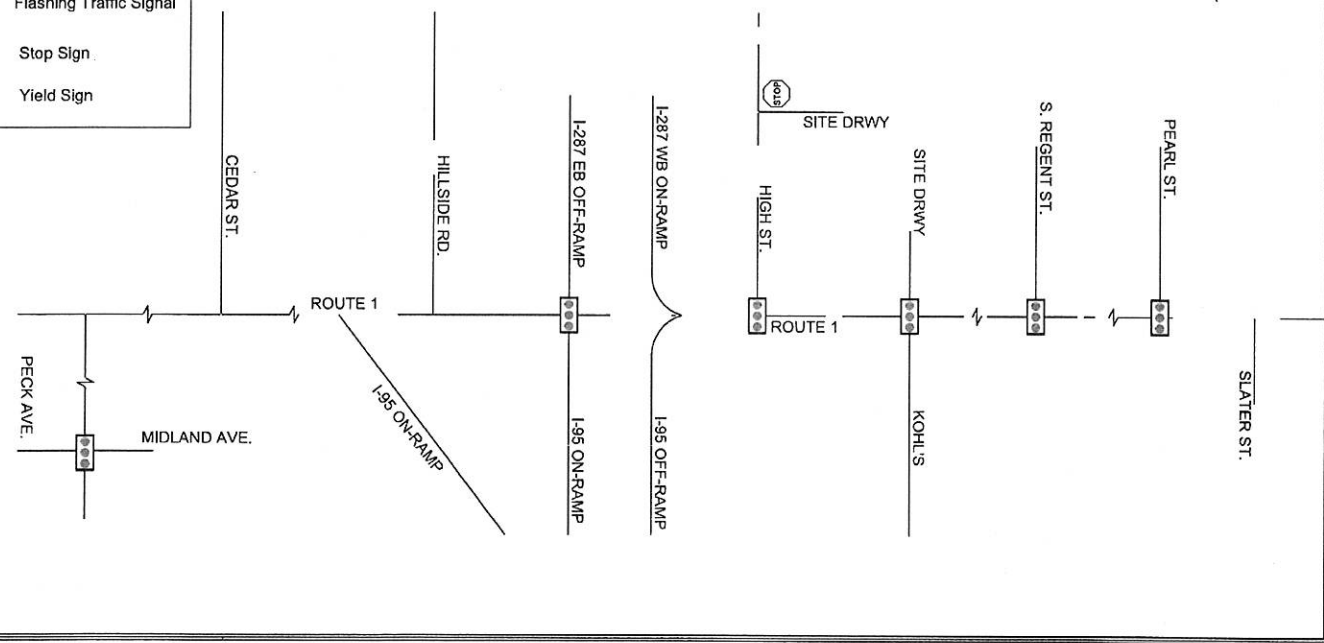 Flashing Traffic Signal
Stop Sign
Yield Sign
CEDAR ST.
HILLSIDE RD.
I-287 EB OFF-RAMP
I-287 WB ON-RAMP
STOP
SITE DRWY
HIGH ST.
SITE DRWY
S. REGENT ST.
PEARL ST.
ROUTE 1
ROUTE 1
PECK AVE.
MIDLAND AVE.
I-95 ON-RAMP
I-95 ON-RAMP
I-95 OFF-RAMP
KOHL'S
SLATER ST.